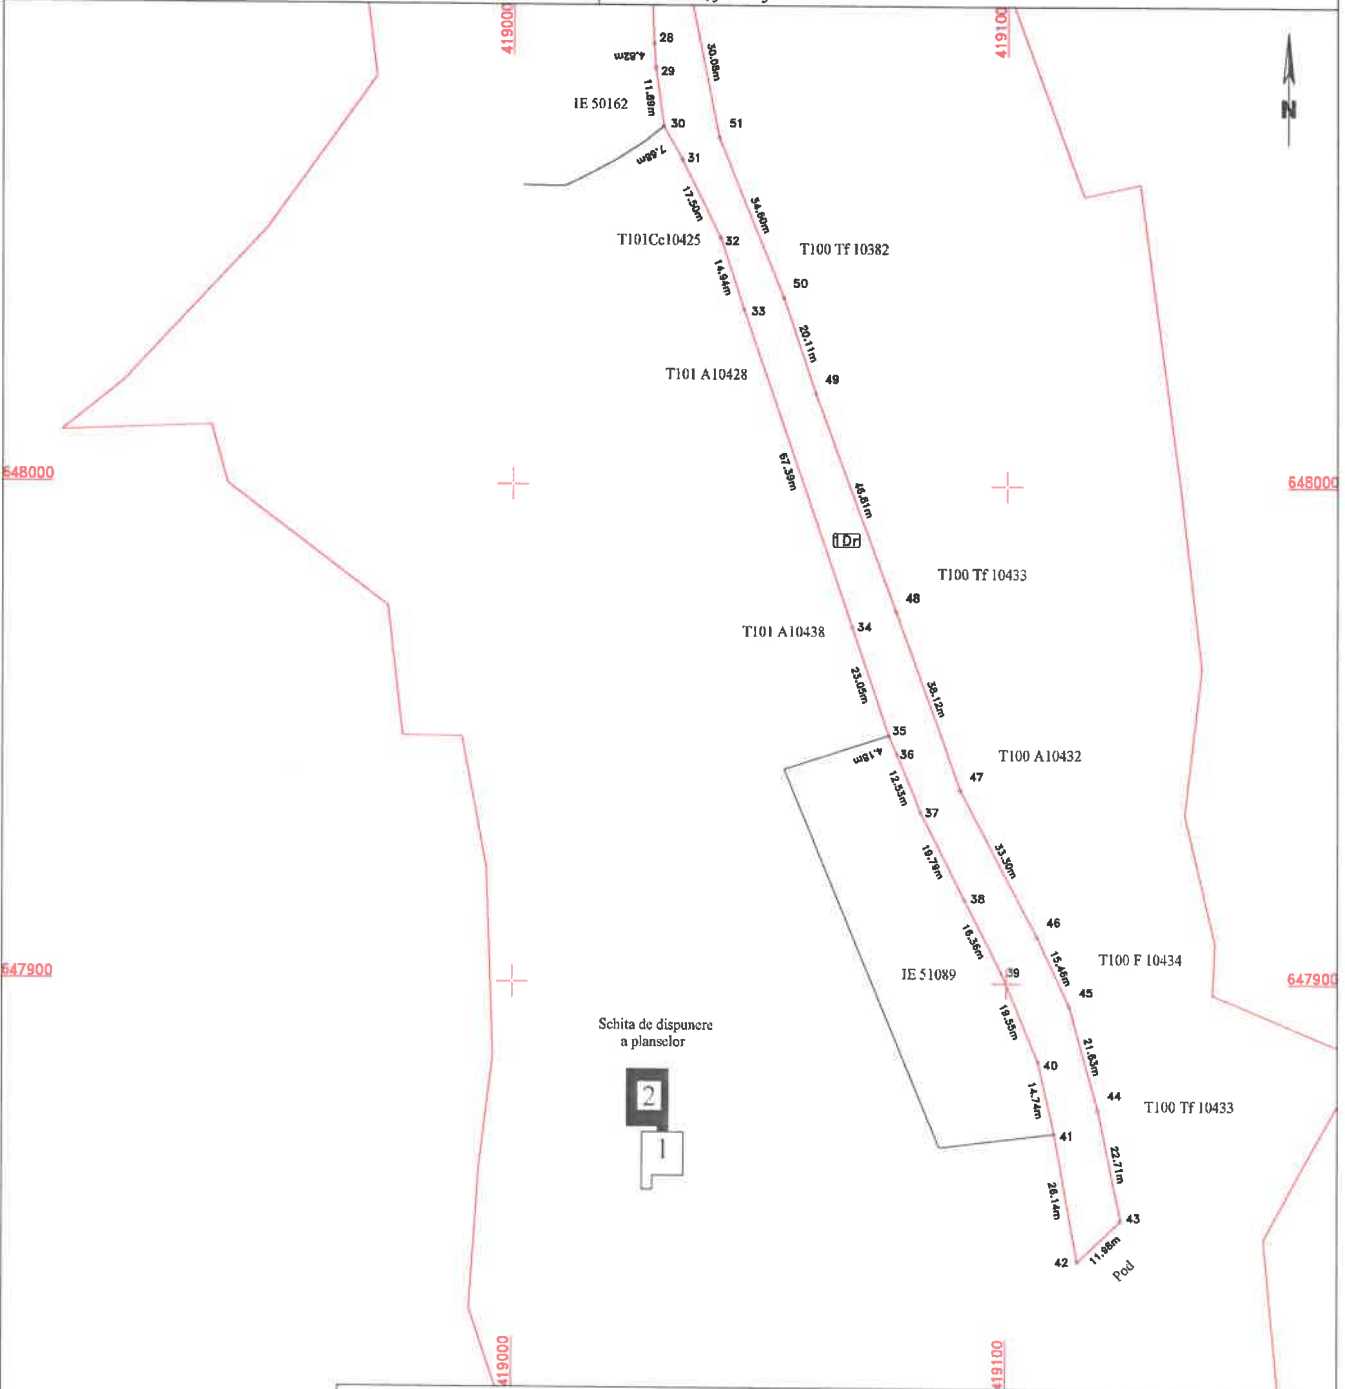 419000
419100
28
4.82m
29
30.08m
11.89m
IE 50162
30
51
N
7.68m
31
17.50m
34.60m
T101Cc10425
32
T100 Tf 10382
14.94m
50
33
20.11m
T101 A10428
49
67.39m
648000
648000
46.81m
1Dr
T100 Tf 10433
48
T101 A10438
34
23.05m
38.12m
35
4.18m
36
T100 A10432
47
12.53m
37
33.30m
19.79m
38
46
16.36m
15.46m
T100 F 10434
647900
IE 51089
39
647900
45
19.55m
Schita de dispunere
a planselor
21.63m
40
2
14.74m
44
T100 Tf 10433
1
41
22.71m
26.14m
43
42
11.98m
Pod
419000
419100